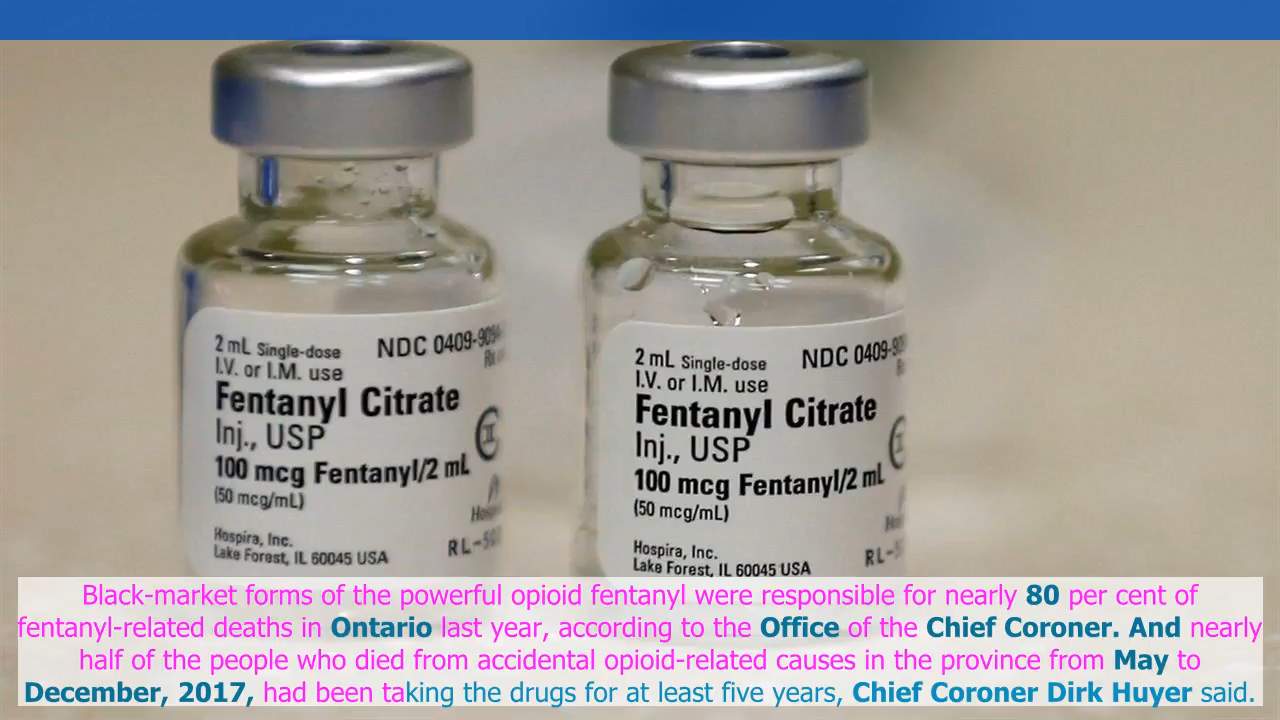 2 mL Single-dose
I.V. or I.M. use
NDC 0409-909
Fentanyl Citrate
Inj., USP
100 mcg Fentanyl/2 mL
(50 mcg/mL)
Hospira, Inc.
Lake Forest, IL 60045 USA
RL-
2 mL Single-dose
I.V. or I.M. use
NDC 0409-90
Fentanyl Citrate
Inj., USP
100 mcg Fentanyl/2 mL
(50 mcg/mL)
Hospira, Inc.
Lake Forest, IL 60045 USA
RL-
Black-market forms of the powerful opioid fentanyl were responsible for nearly 80 per cent of
fentanyl-related deaths in Ontario last year, according to the Office of the Chief Coroner. And nearly
half of the people who died from accidental opioid-related causes in the province from May to
December, 2017, had been taking the drugs for at least five years, Chief Coroner Dirk Huyer said.